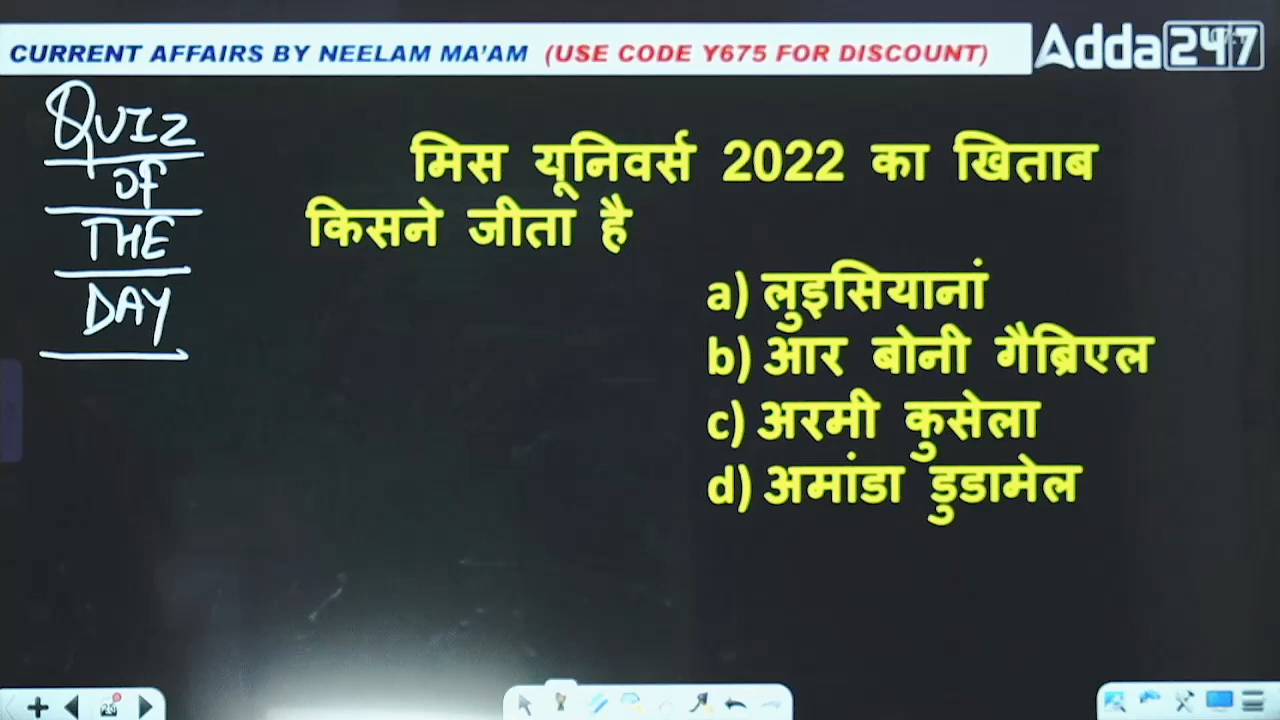 CURRENT AFFAIRS BY NEELAM MA'AM (USE CODE Y675 FOR DISCOUNT)
Adda247
QUIZ
of
THE
DAY
मिस यूनिवर्स 2022 का खिताब
किसने जीता है
a) लुइसियानां
b) आर बोनी गैब्रिएल
c) अरमी कुसेला
d) अमांडा डुडामेल